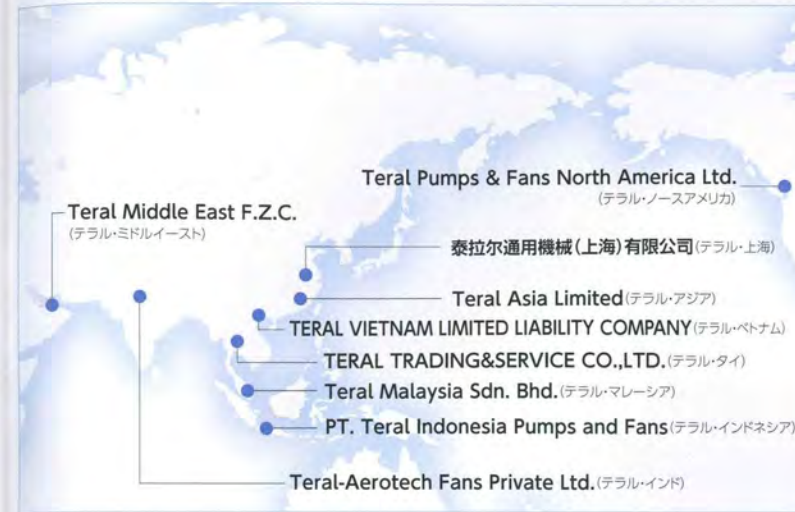 Teral Pumps & Fans North America Ltd.
(テラル・ノースアメリカ)
Teral Middle East F.Z.C.
(テラル・ミドルイースト)
泰拉尔通用機械(上海)有限公司(テラル・上海)
Teral Asia Limited(テラル・アジア)
TERAL VIETNAM LIMITED LIABILITY COMPANY(テラル・ベトナム)
TERAL TRADING&SERVICE CO.,LTD.(テラル・タイ)
Teral Malaysia Sdn. Bhd.(テラル・マレーシア)
PT. Teral Indonesia Pumps and Fans(テラル・インドネシア)
Teral-Aerotech Fans Private Ltd.(テラル・インド)